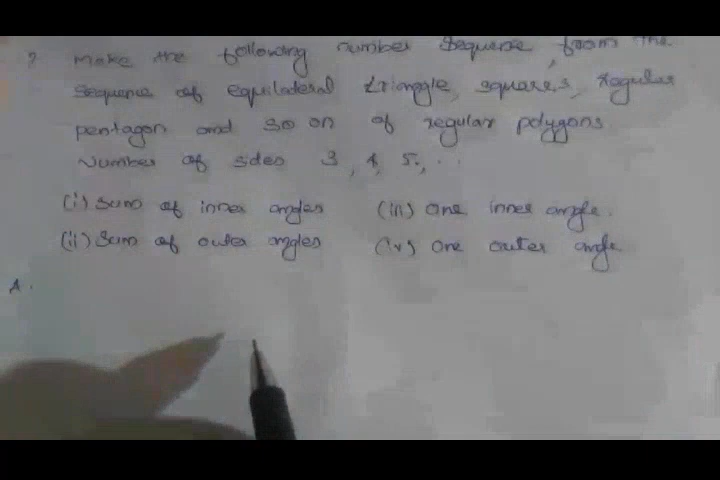 ? Make the following number sequence, from the
sequence of equilateral triangle, squares, regular
pentagon and so on of regular polygons.
Number of sides 3, 4, 5, ...
(i) Sum of inner angles (iii) One inner angle.
(ii) Sum of outer angles (iv) One outer angle
A.